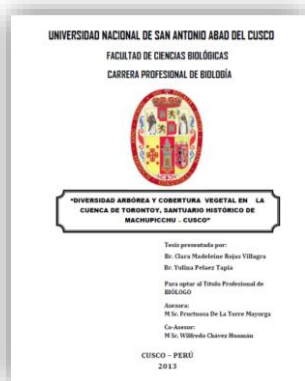 UNIVERSIDAD NACIONAL DE SAN ANTONIO ABAD DEL CUSCO
FACULTAD DE CIENCIAS BIOLÓGICAS
CARRERA PROFESIONAL DE BIOLOGÍA
“DIVERSIDAD ARBÓREA Y COBERTURA VEGETAL EN LA
CUENCA DE TORONTOY, SANTUARIO HISTÓRICO DE
MACHUPICCHU – CUSCO”
Tesis presentada por:
Br. Clara Madeleine Rojas Villagra
Br. Yulina Pelaez Tapia
Para optar al Título Profesional de
BIÓLOGO
Asesora:
M Sc. Fructuosa De La Torre Mayorga
Co-Asesor:
M Sc. Wilfredo Chávez Huamán
CUSCO – PERÚ
2013